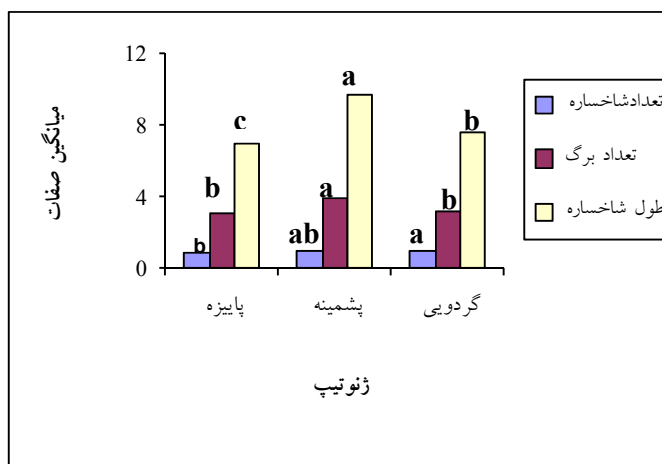 میانگین صفات
12
8
4
0
b
b
c
ab
a
a
a
b
b
پاییزه
پشمینه
گردویی
ژنوتیپ
تعدادشاخساره
تعداد برگ
طول شاخساره